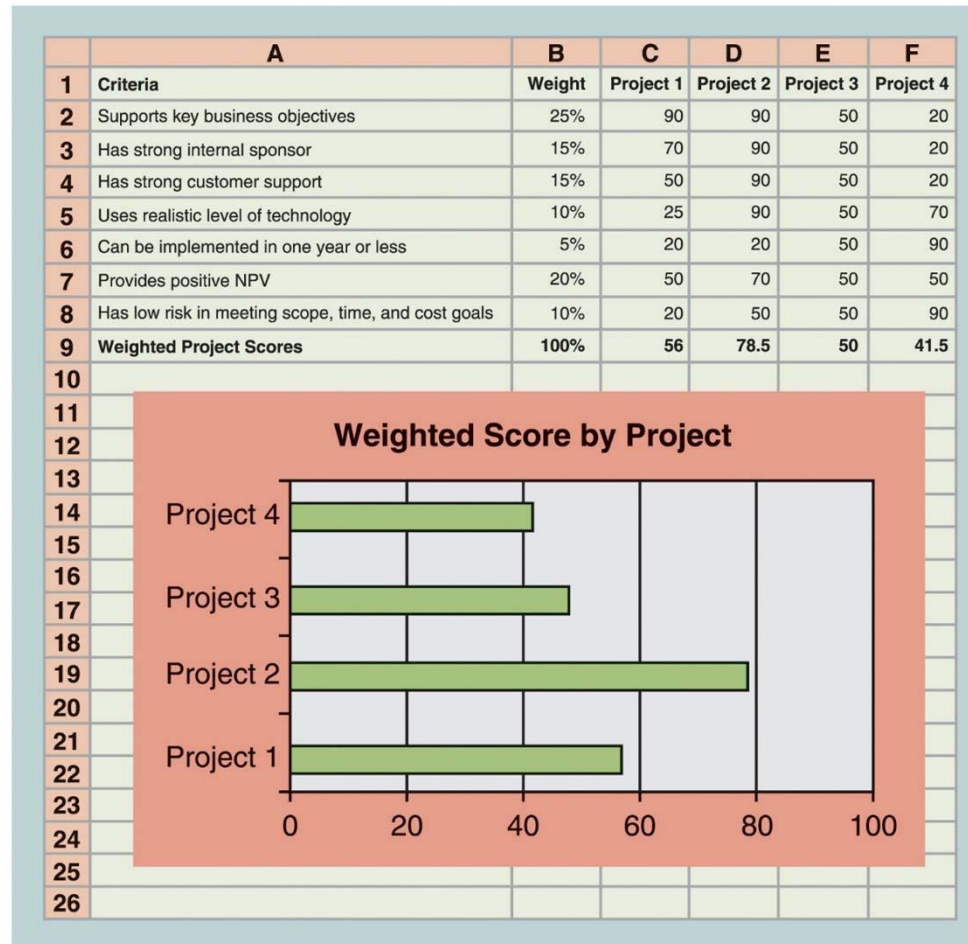 A B C D E F
1 Criteria Weight Project 1 Project 2 Project 3 Project 4
2 Supports key business objectives 25% 90 90 50 20
3 Has strong internal sponsor 15% 70 90 50 20
4 Has strong customer support 15% 50 90 50 20
5 Uses realistic level of technology 10% 25 90 50 70
6 Can be implemented in one year or less 5% 20 20 50 90
7 Provides positive NPV 20% 50 70 50 50
8 Has low risk in meeting scope, time, and cost goals 10% 20 50 50 90
9 Weighted Project Scores 100% 56 78.5 50 41.5
10
11
12 Weighted Score by Project
13
14 Project 4
15
16
17 Project 3
18
19 Project 2
20
21
22 Project 1
23
24 0 20 40 60 80 100
25
26